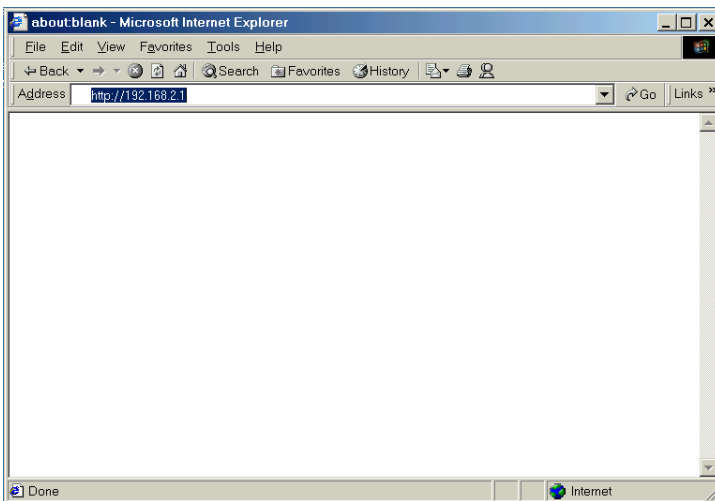 about:blank - Microsoft Internet Explorer
File Edit View Favorites Tools Help
Back Search Favorites History
Address http://192.168.2.1 Go Links »
Done Internet